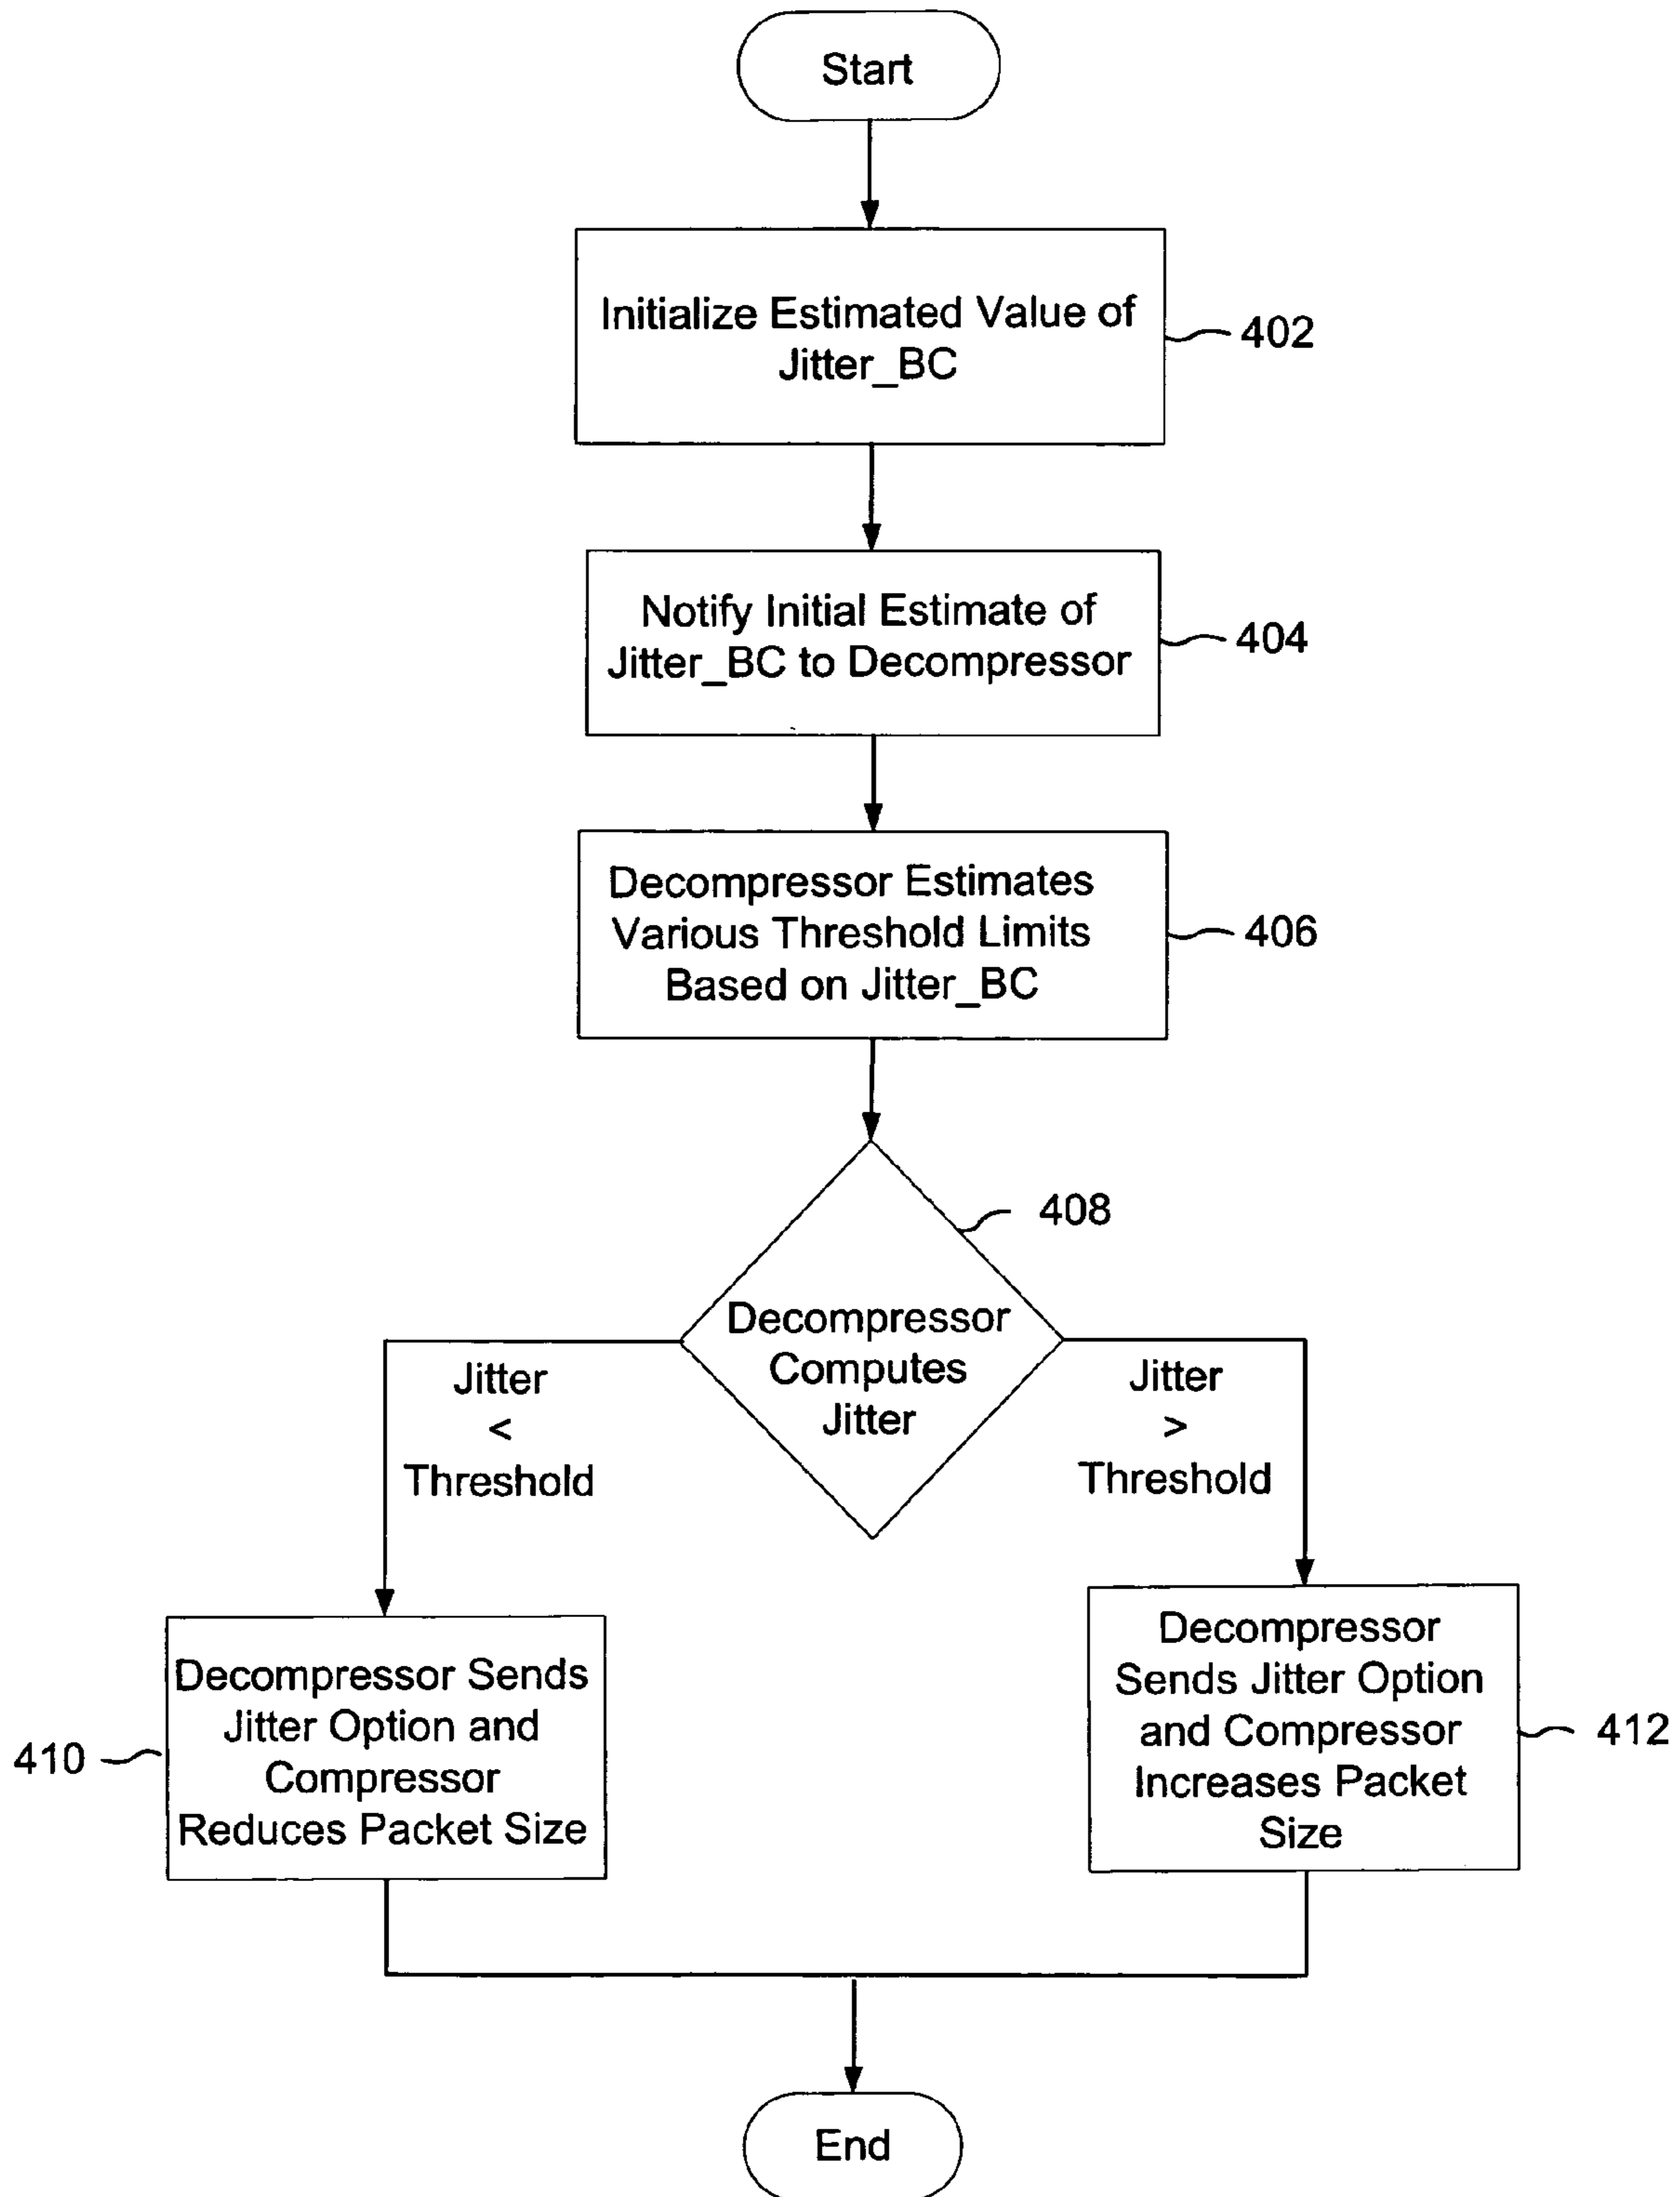 Start
Initialize Estimated Value of
Jitter_BC
402
Notify Initial Estimate of
Jitter_BC to Decompressor
404
Decompressor Estimates
Various Threshold Limits
Based on Jitter_BC
406
408
Decompressor
Computes
Jitter
Jitter
<
Threshold
Jitter
>
Threshold
Decompressor Sends
Jitter Option and
Compressor
Reduces Packet Size
410
Decompressor
Sends Jitter Option
and Compressor
Increases Packet
Size
412
End